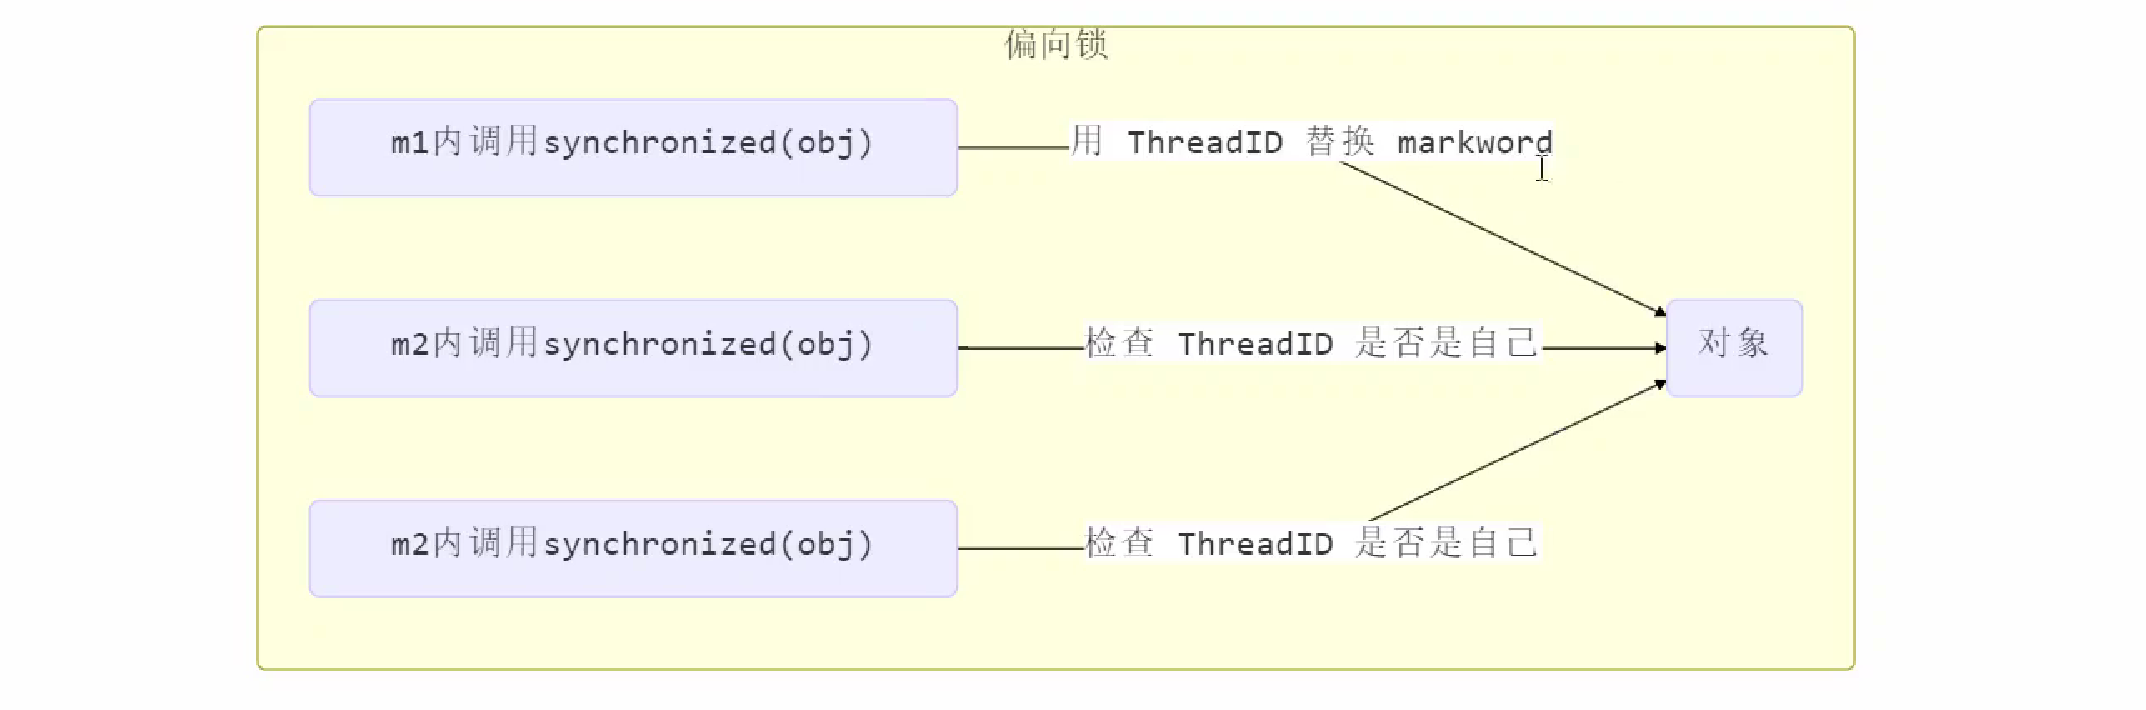 偏向锁
m1内调用synchronized(obj)
用 ThreadID 替换 markword
m2内调用synchronized(obj)
检查 ThreadID 是否是自己
对象
m2内调用synchronized(obj)
检查 ThreadID 是否是自己